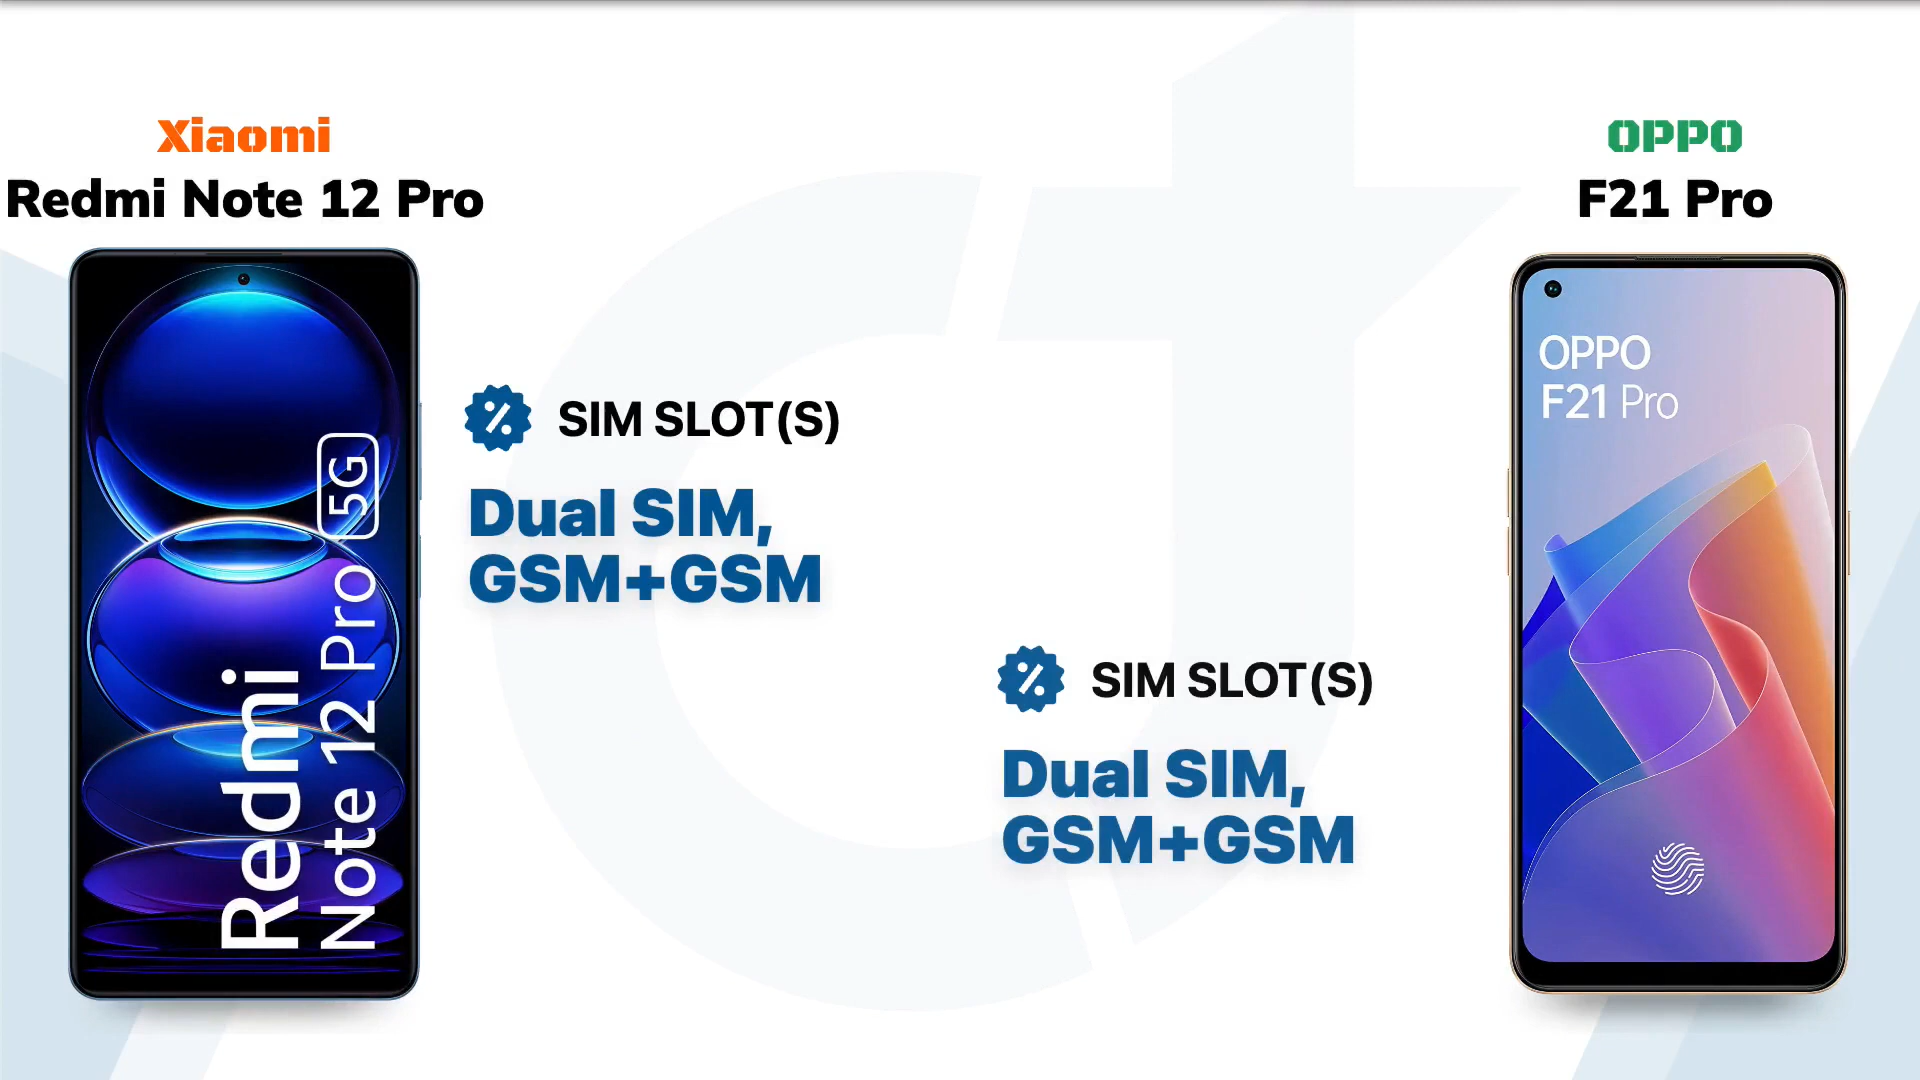 Xiaomi
Redmi Note 12 Pro
Redmi
Note 12 Pro 5G
SIM SLOT(S)
Dual SIM,
GSM+GSM
OPPO
F21 Pro
OPPO
F21 Pro
SIM SLOT(S)
Dual SIM,
GSM+GSM